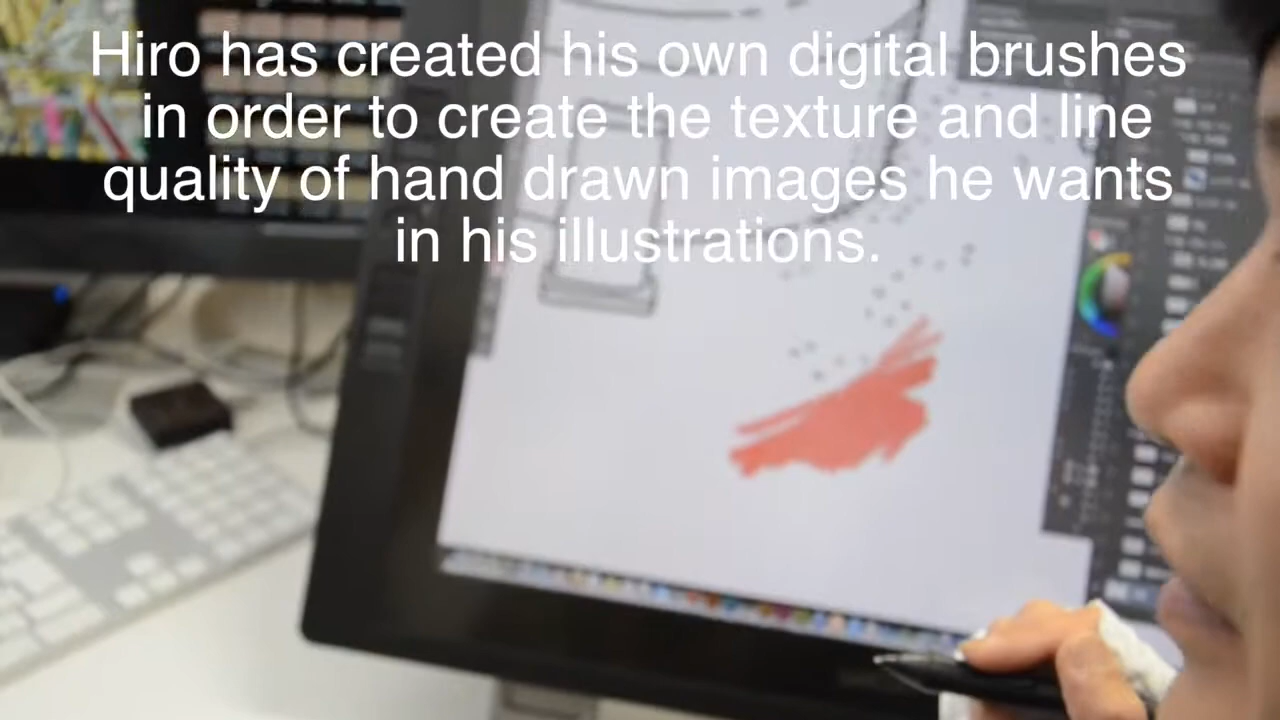 Hiro has created his own digital brushes
in order to create the texture and line
quality of hand drawn images he wants
in his illustrations.